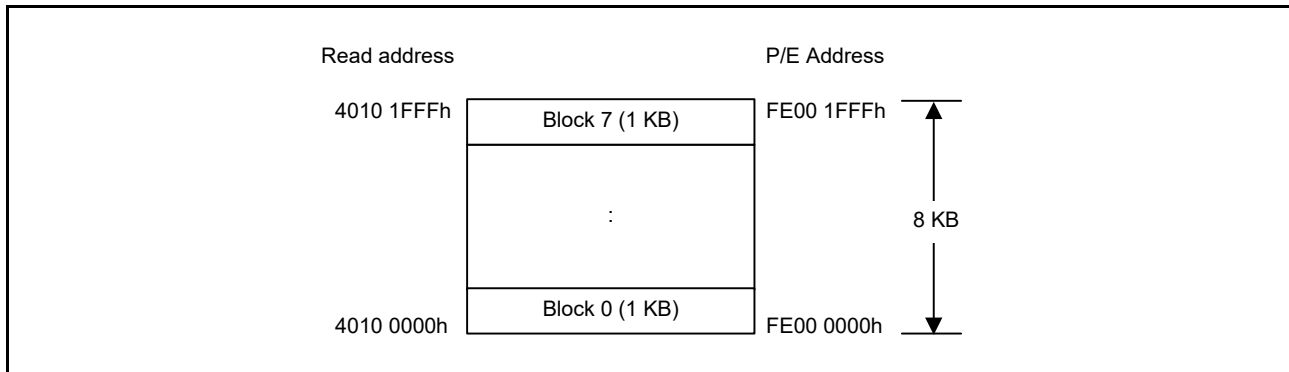 Read address P/E Address
4010 1FFFh Block 7 (1 KB) FE00 1FFFh
:
8 KB
Block 0 (1 KB)
4010 0000h FE00 0000h